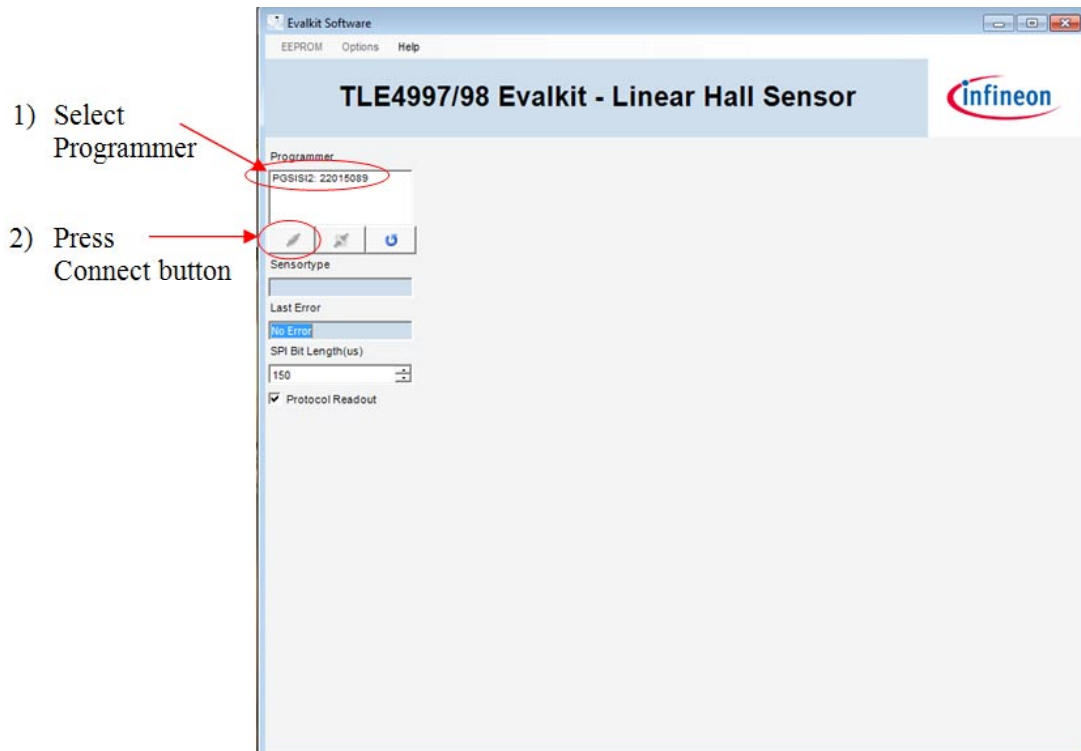 Evalkit Software
EEPROM Options Help
TLE4997/98 Evalkit - Linear Hall Sensor
infineon
1) Select
Programmer
Programmer
PGSISI2: 22015089
2) Press
Connect button
Sensortype
Last Error
No Error
SPI Bit Length(us)
150
Protocol Readout